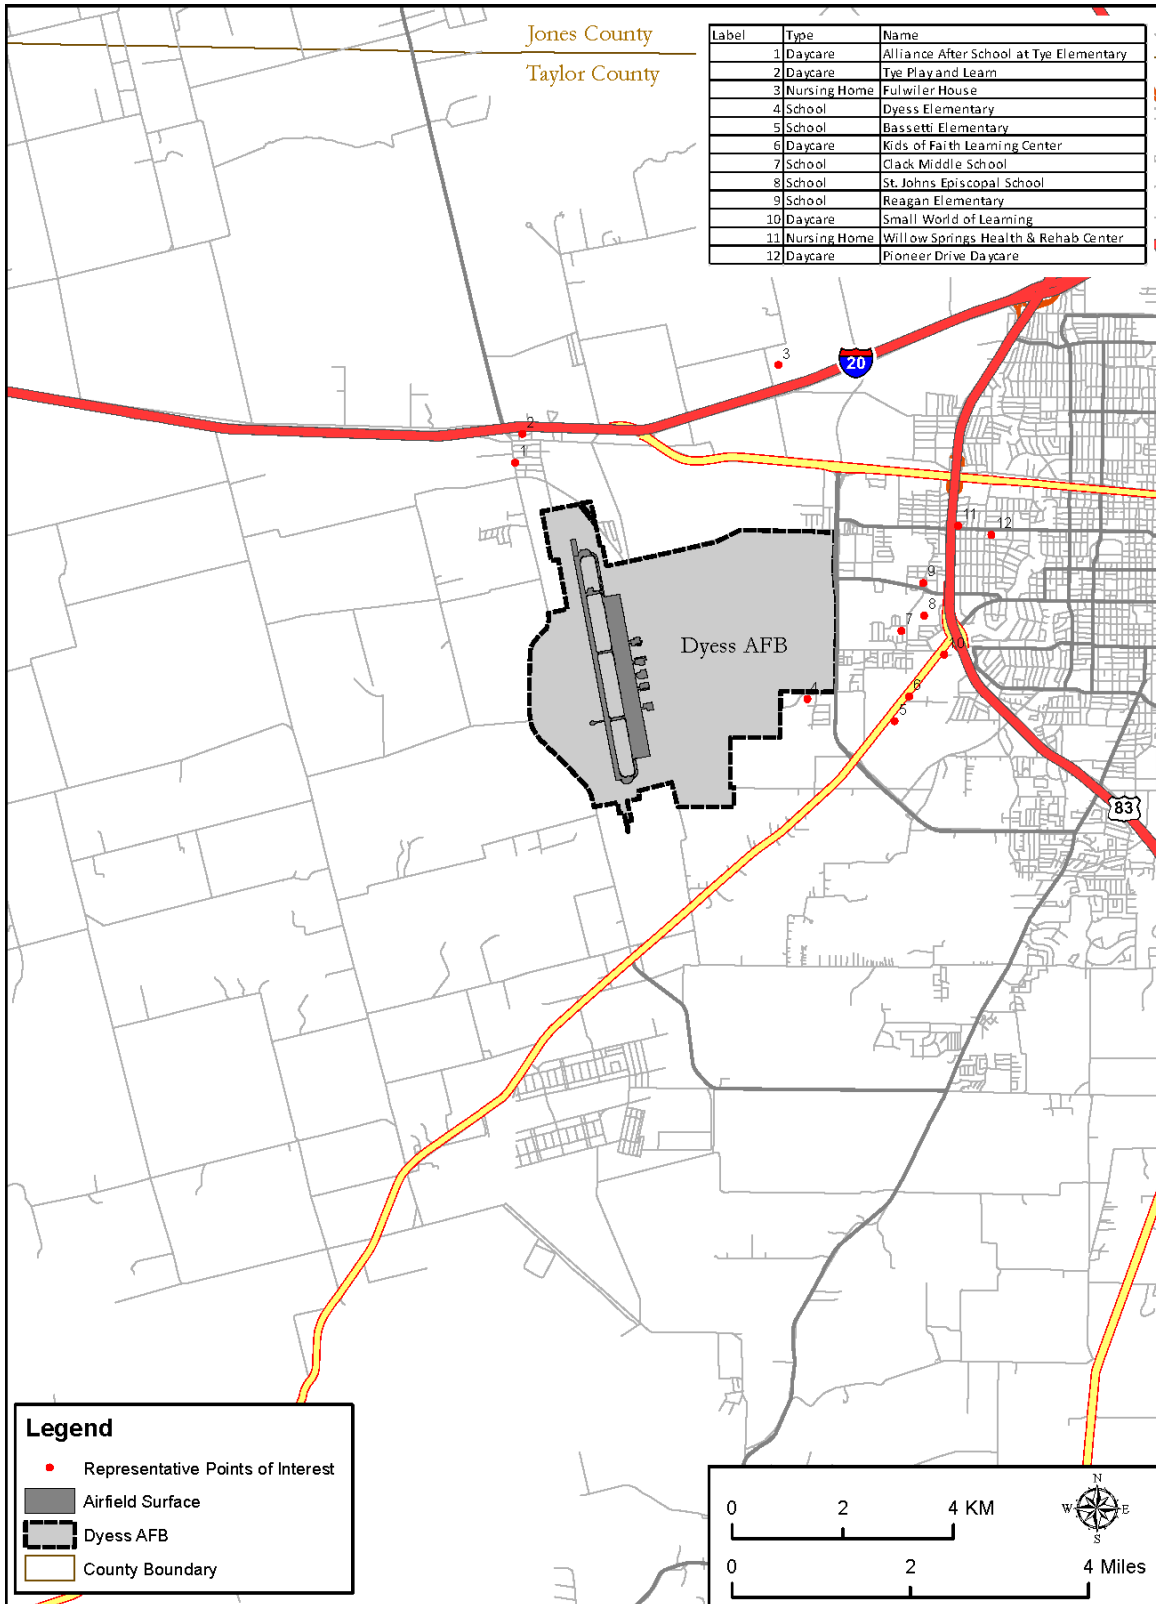 Jones County
Taylor County
Label Type Name
1 Daycare Alliance After School at Tye Elementary
2 Daycare Tye Play and Learn
3 Nursing Home Fulwiler House
4 School Dyess Elementary
5 School Bassetti Elementary
6 Daycare Kids of Faith Learning Center
7 School Clack Middle School
8 School St. Johns Episcopal School
9 School Reagan Elementary
10 Daycare Small World of Learning
11 Nursing Home Willow Springs Health & Rehab Center
12 Daycare Pioneer Drive Daycare
3
20
2
1
11
12
9
8
7
Dyess AFB
10
4
6
5
83
Legend
Representative Points of Interest
Airfield Surface
Dyess AFB
County Boundary
0 2 4 KM
0 2 4 Miles
N
W E
S